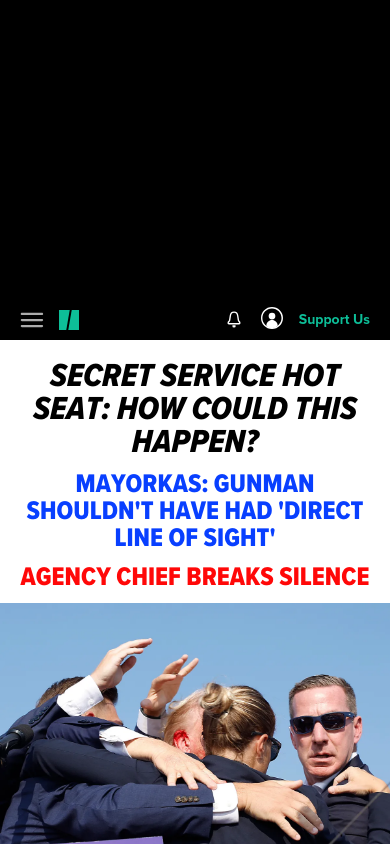 Support Us
SECRET SERVICE HOT
SEAT: HOW COULD THIS
HAPPEN?
MAYORKAS: GUNMAN
SHOULDN'T HAVE HAD 'DIRECT
LINE OF SIGHT'
AGENCY CHIEF BREAKS SILENCE